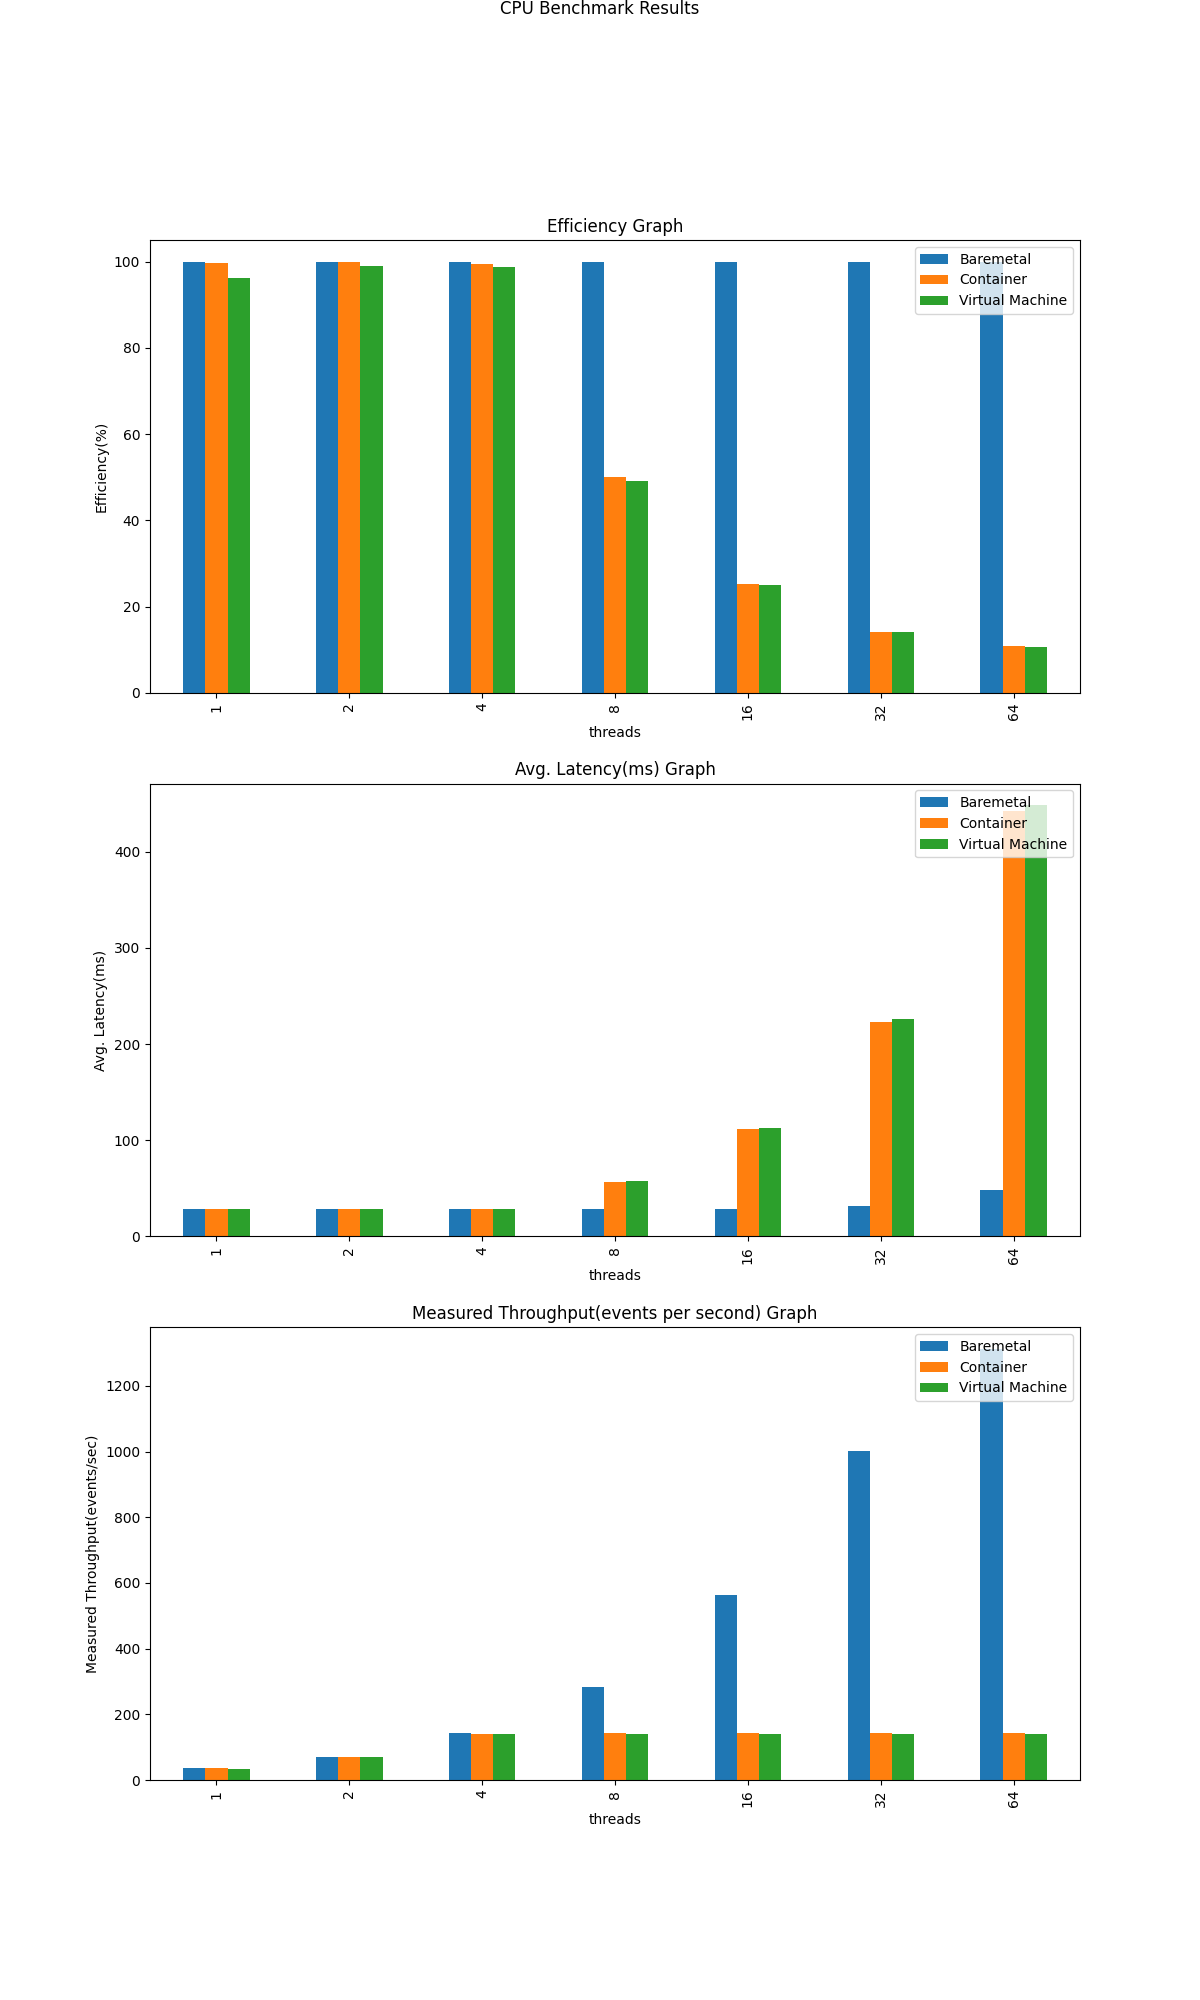 CPU Benchmark Results
Efficiency Graph
Baremetal
Container
Virtual Machine
100
80
60
40
20
0
Efficiency(%)
1 2 4 8 16 32 64
threads
Avg. Latency(ms) Graph
Baremetal
Container
Virtual Machine
400
300
200
100
0
Avg. Latency(ms)
1 2 4 8 16 32 64
threads
Measured Throughput(events per second) Graph
Baremetal
Container
Virtual Machine
1200
1000
800
600
400
200
0
Measured Throughput(events/sec)
1 2 4 8 16 32 64
threads